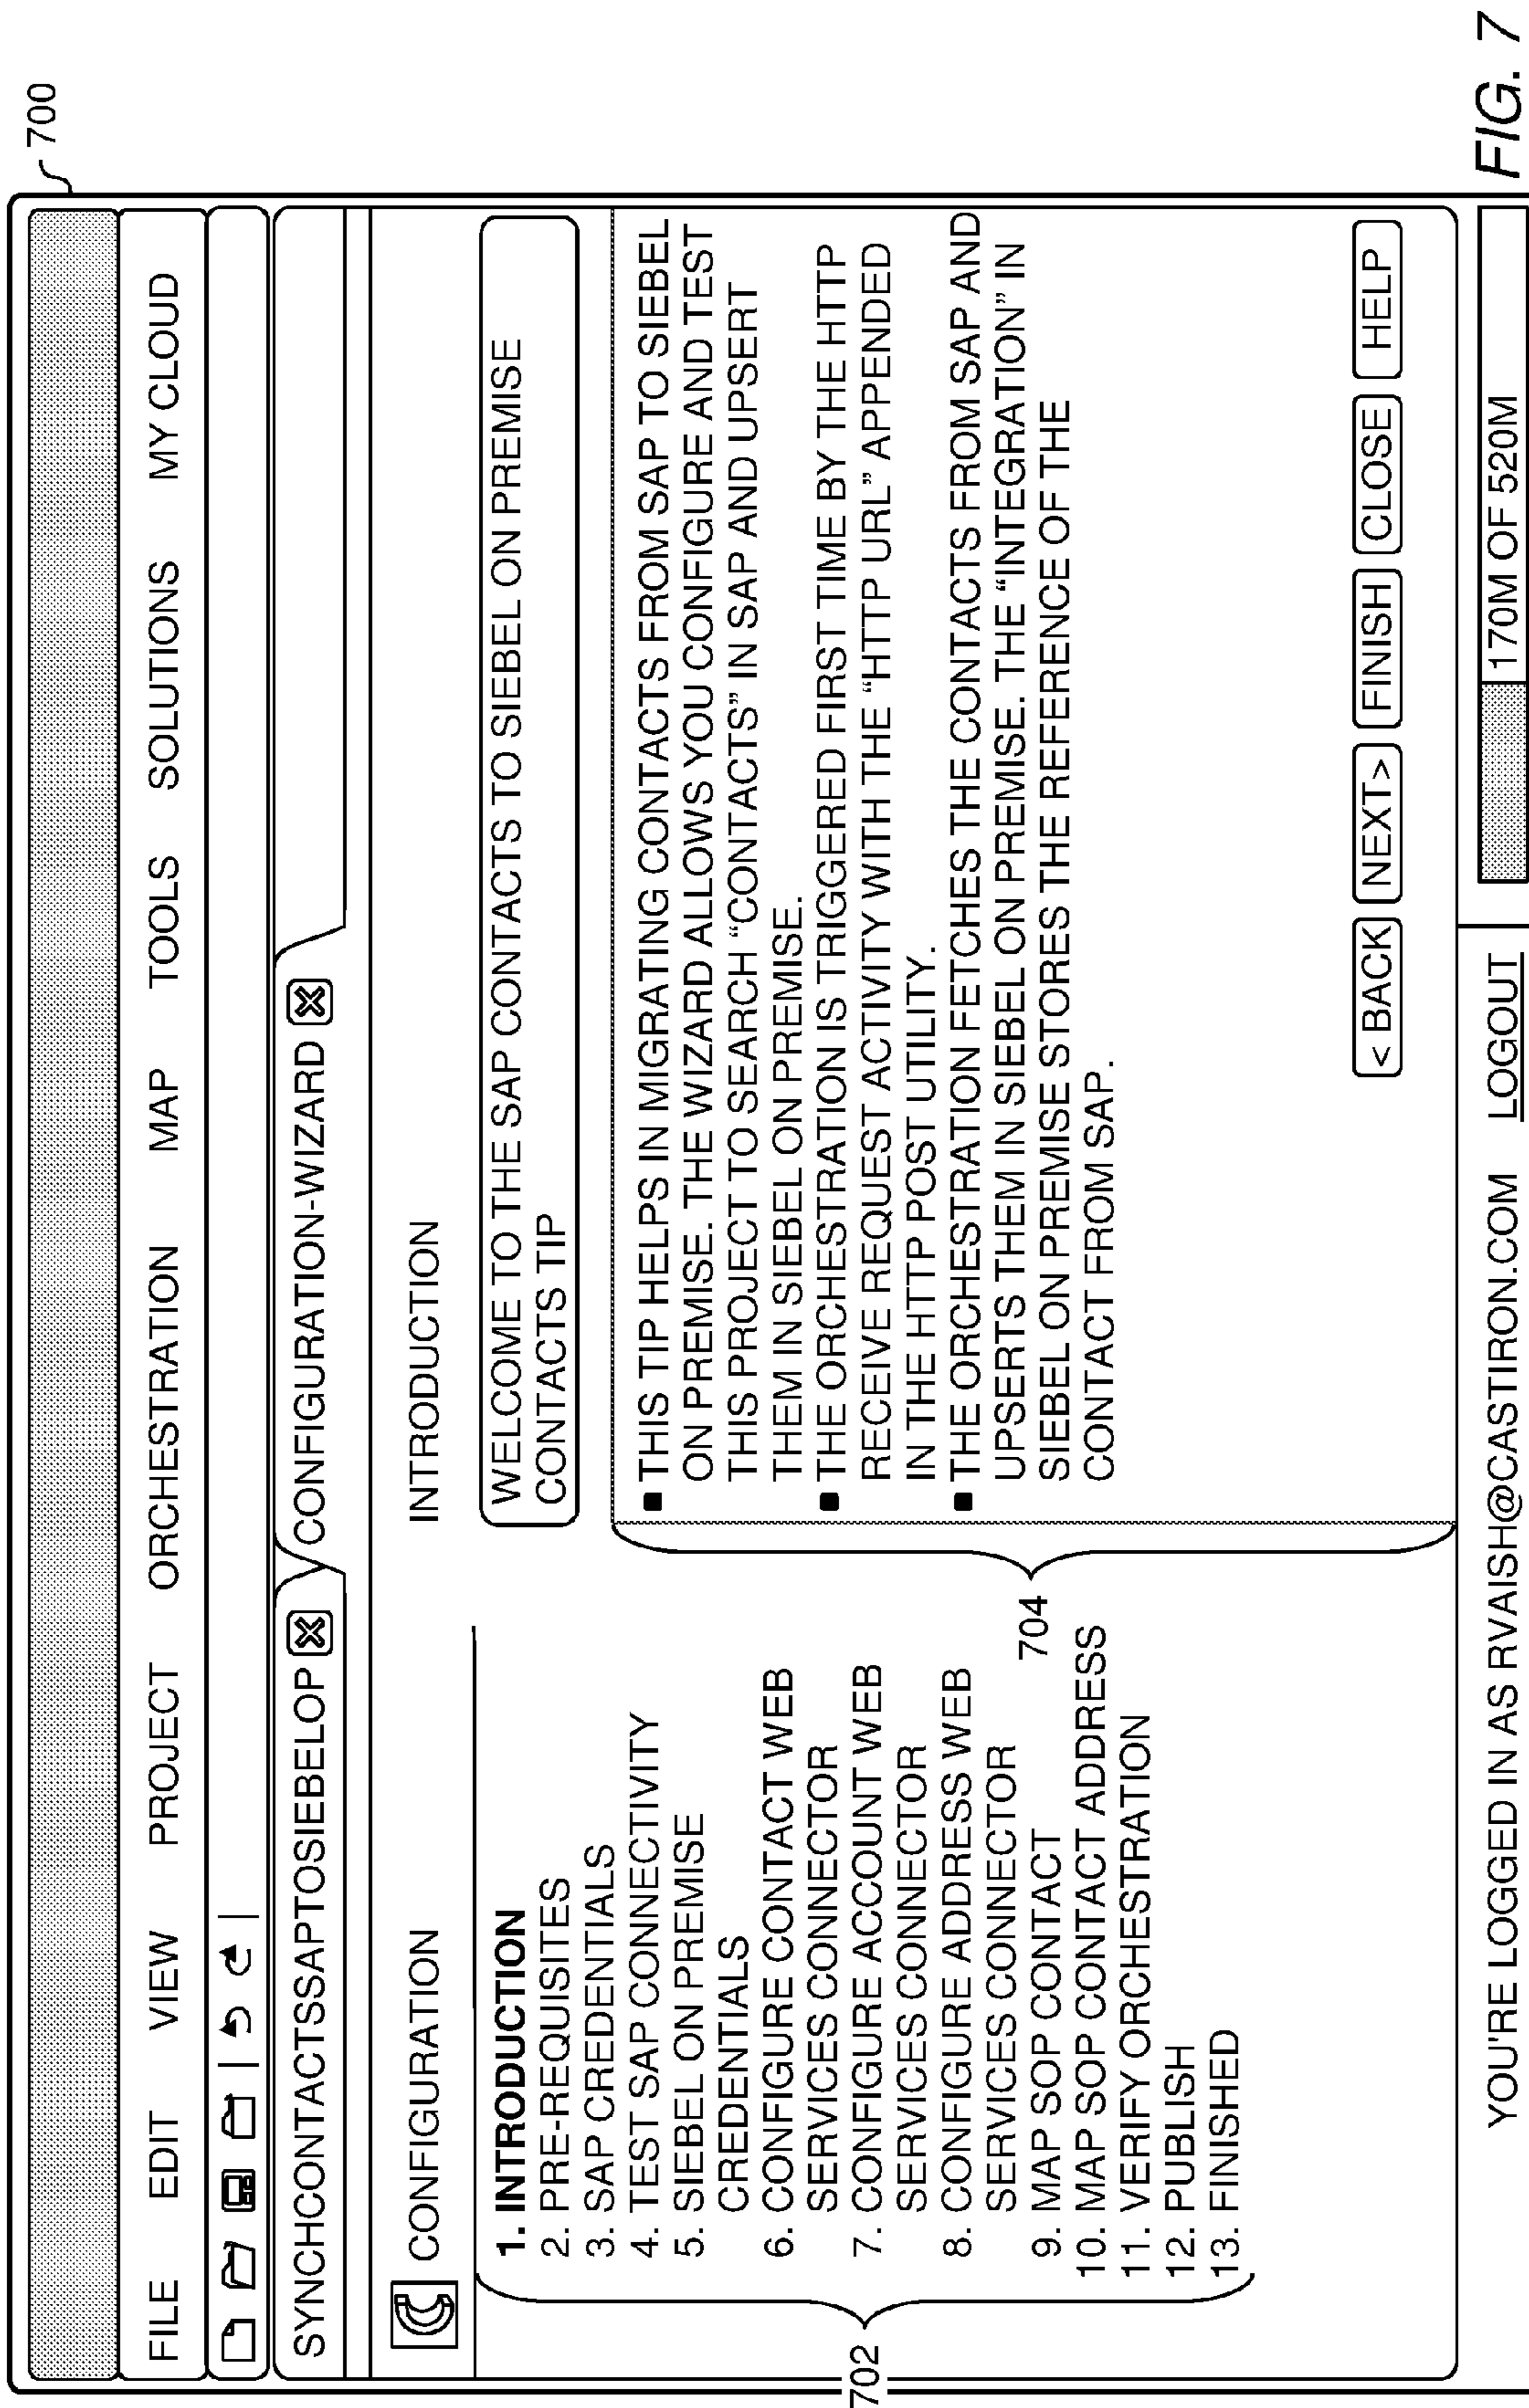 700
FILE EDIT VIEW PROJECT ORCHESTRATION MAP TOOLS SOLUTIONS MY CLOUD
SYNCHCONTACTSSAPTOSIEBELOP CONFIGURATION-WIZARD
CONFIGURATION
702
1. INTRODUCTION
2. PRE-REQUISITES
3. SAP CREDENTIALS
4. TEST SAP CONNECTIVITY
5. SIEBEL ON PREMISE
CREDENTIALS
6. CONFIGURE CONTACT WEB
SERVICES CONNECTOR
7. CONFIGURE ACCOUNT WEB
SERVICES CONNECTOR
8. CONFIGURE ADDRESS WEB
SERVICES CONNECTOR
9. MAP SOP CONTACT
10. MAP SOP CONTACT ADDRESS
11. VERIFY ORCHESTRATION
12. PUBLISH
13. FINISHED
INTRODUCTION
WELCOME TO THE SAP CONTACTS TO SIEBEL ON PREMISE
CONTACTS TIP
704
■ THIS TIP HELPS IN MIGRATING CONTACTS FROM SAP TO SIEBEL
ON PREMISE. THE WIZARD ALLOWS YOU CONFIGURE AND TEST
THIS PROJECT TO SEARCH “CONTACTS” IN SAP AND UPSERT
THEM IN SIEBEL ON PREMISE.
■ THE ORCHESTRATION IS TRIGGERED FIRST TIME BY THE HTTP
RECEIVE REQUEST ACTIVITY WITH THE “HTTP URL” APPENDED
IN THE HTTP POST UTILITY.
■ THE ORCHESTRATION FETCHES THE CONTACTS FROM SAP AND
UPSERTS THEM IN SIEBEL ON PREMISE. THE “INTEGRATION” IN
SIEBEL ON PREMISE STORES THE REFERENCE OF THE
CONTACT FROM SAP.
< BACK NEXT> FINISH CLOSE HELP
YOU'RE LOGGED IN AS RVAISH@CASTIRON.COM LOGOUT 170M OF 520M
FIG. 7